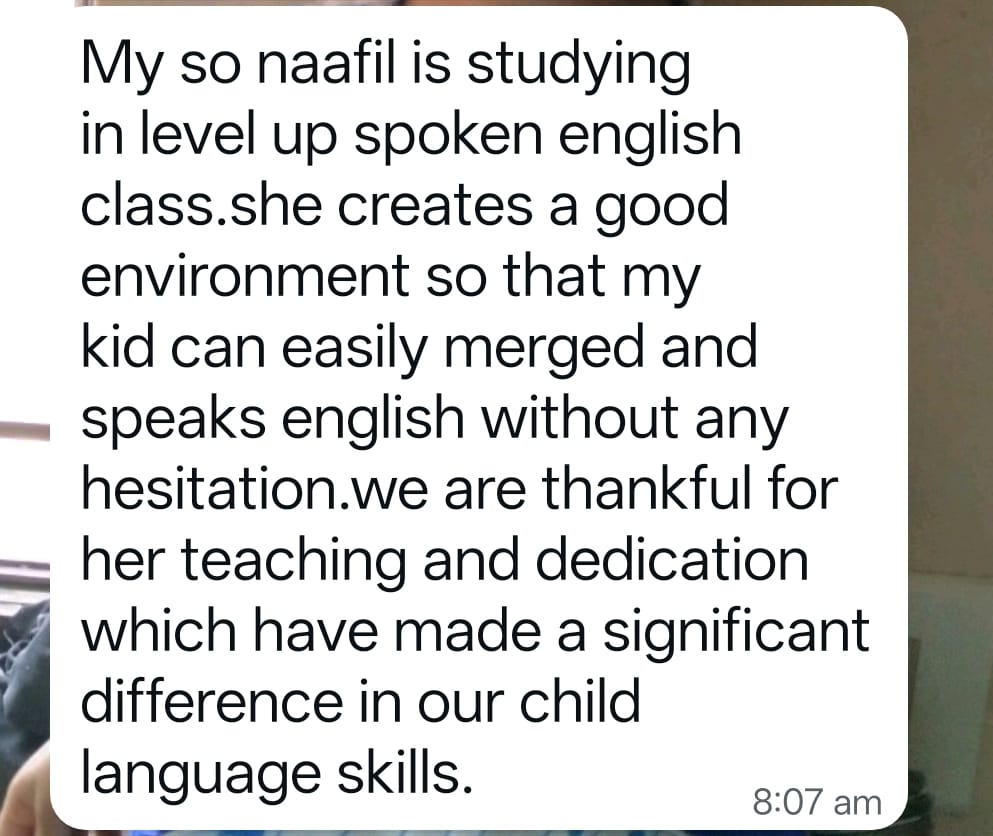 My so naafil is studying
in level up spoken english
class.she creates a good
environment so that my
kid can easily merged and
speaks english without any
hesitation.we are thankful for
her teaching and dedication
which have made a significant
difference in our child
language skills.
8:07 am